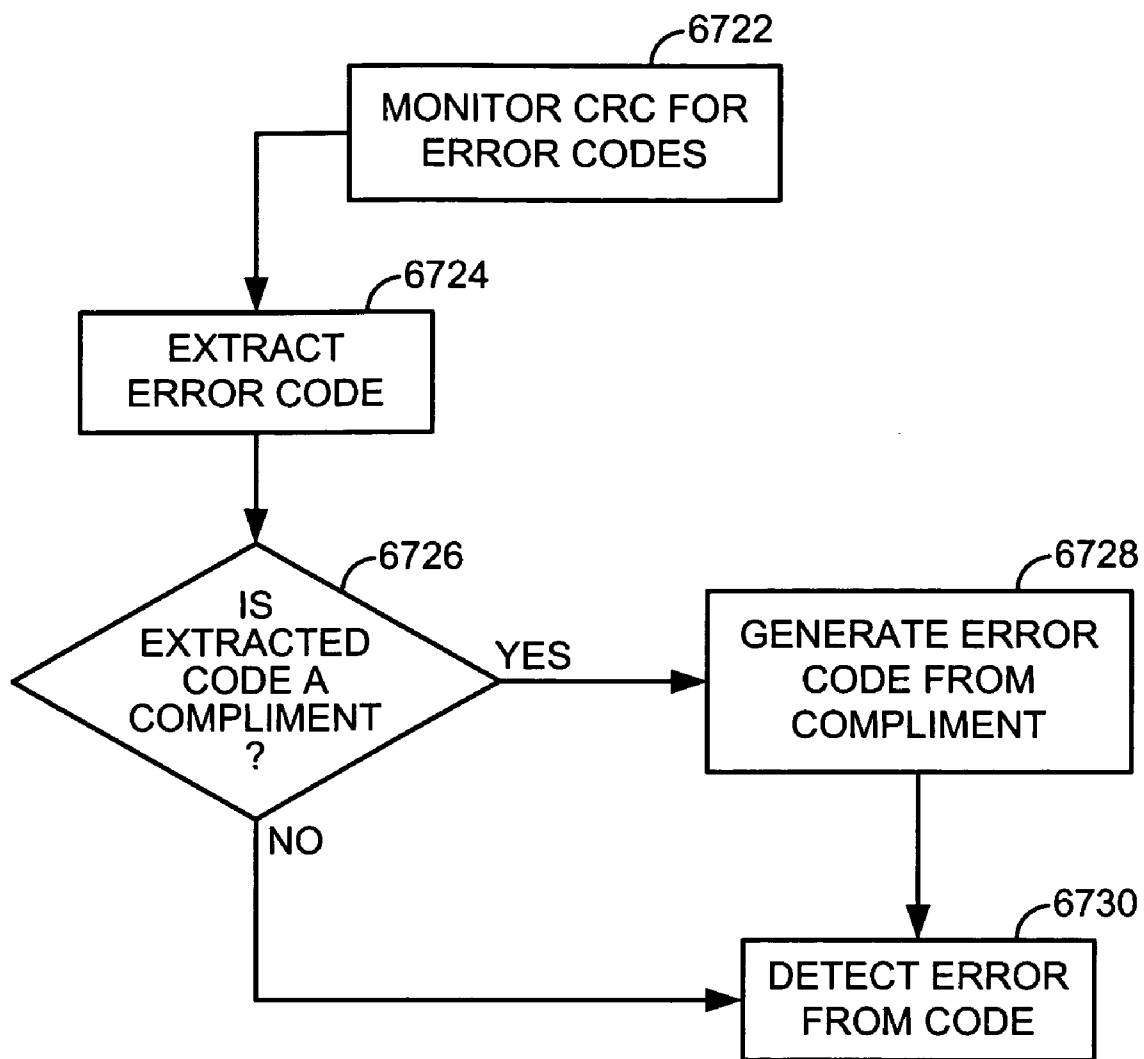 6722
MONITOR CRC FOR
ERROR CODES
6724
EXTRACT
ERROR CODE
6726
IS
EXTRACTED
CODE A
COMPLIMENT
?
YES
NO
6728
GENERATE ERROR
CODE FROM
COMPLIMENT
6730
DETECT ERROR
FROM CODE